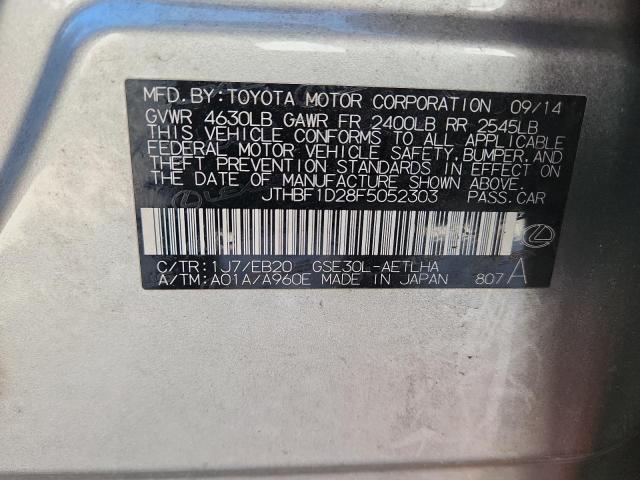 MFD. BY: TOYOTA MOTOR CORPORATION 09/14
GVWR 4630LB GAWR FR 2400LB RR 2545LB
THIS VEHICLE CONFORMS TO ALL APPLICABLE
FEDERAL MOTOR VEHICLE SAFETY, BUMPER, AND
THEFT PREVENTION STANDARDS IN EFFECT ON
THE DATE OF MANUFACTURE SHOWN ABOVE.
JTHBF1D28F5052303 PASS. CAR
C/TR: 1J7/EB20 GSE30L-AETLHA
A/TM: A01A/A960E MADE IN JAPAN 807 A